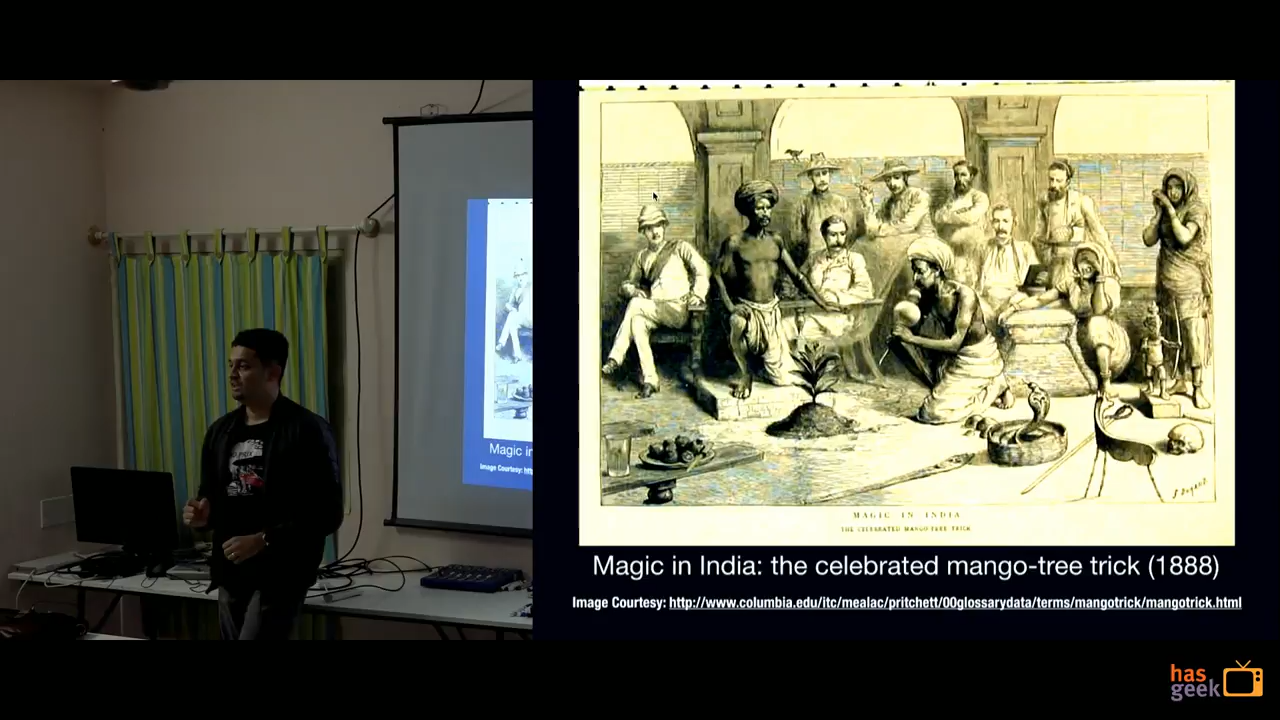 Magic in
Image Courtesy: htt
MAGIC IN INDIA
THE CELEBRATED MANGO-TREE TRICK
Magic in India: the celebrated mango-tree trick (1888)
Image Courtesy: http://www.columbia.edu/itc/mealac/pritchett/00glossarydata/terms/mangotrick/mangotrick.html
has
geek